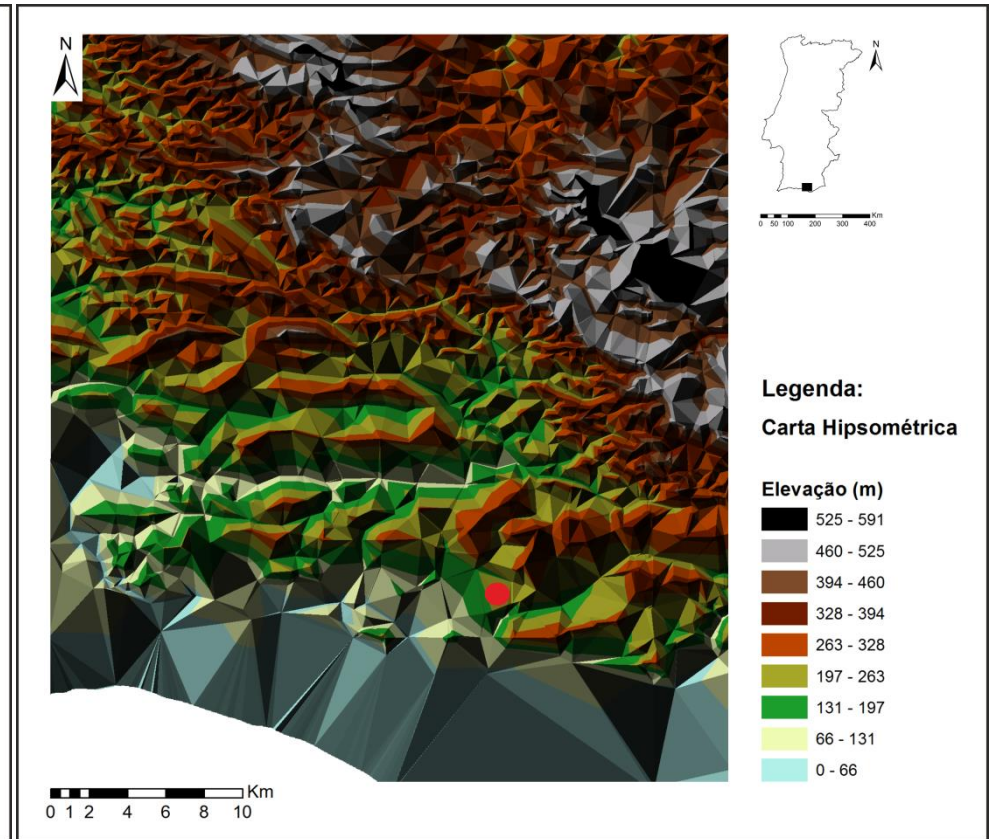 N
N
Km
0 50 100 200 300 400
Legenda:
Carta Hipsométrica
Elevação (m)
525 - 591
460 - 525
394 - 460
328 - 394
263 - 328
197 - 263
131 - 197
66 - 131
0 - 66
Km
0 1 2 4 6 8 10